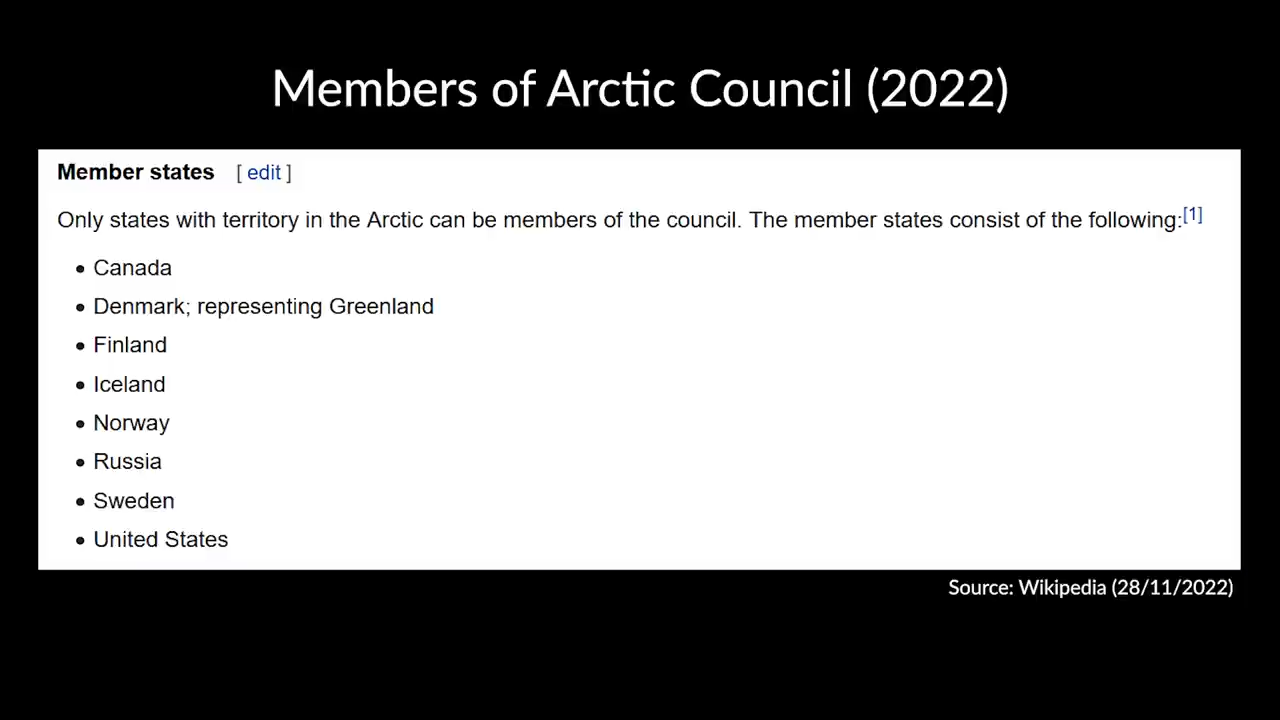 Members of Arctic Council (2022)
Member states [ edit ]
Only states with territory in the Arctic can be members of the council. The member states consist of the following:[1]
• Canada
• Denmark; representing Greenland
• Finland
• Iceland
• Norway
• Russia
• Sweden
• United States
Source: Wikipedia (28/11/2022)